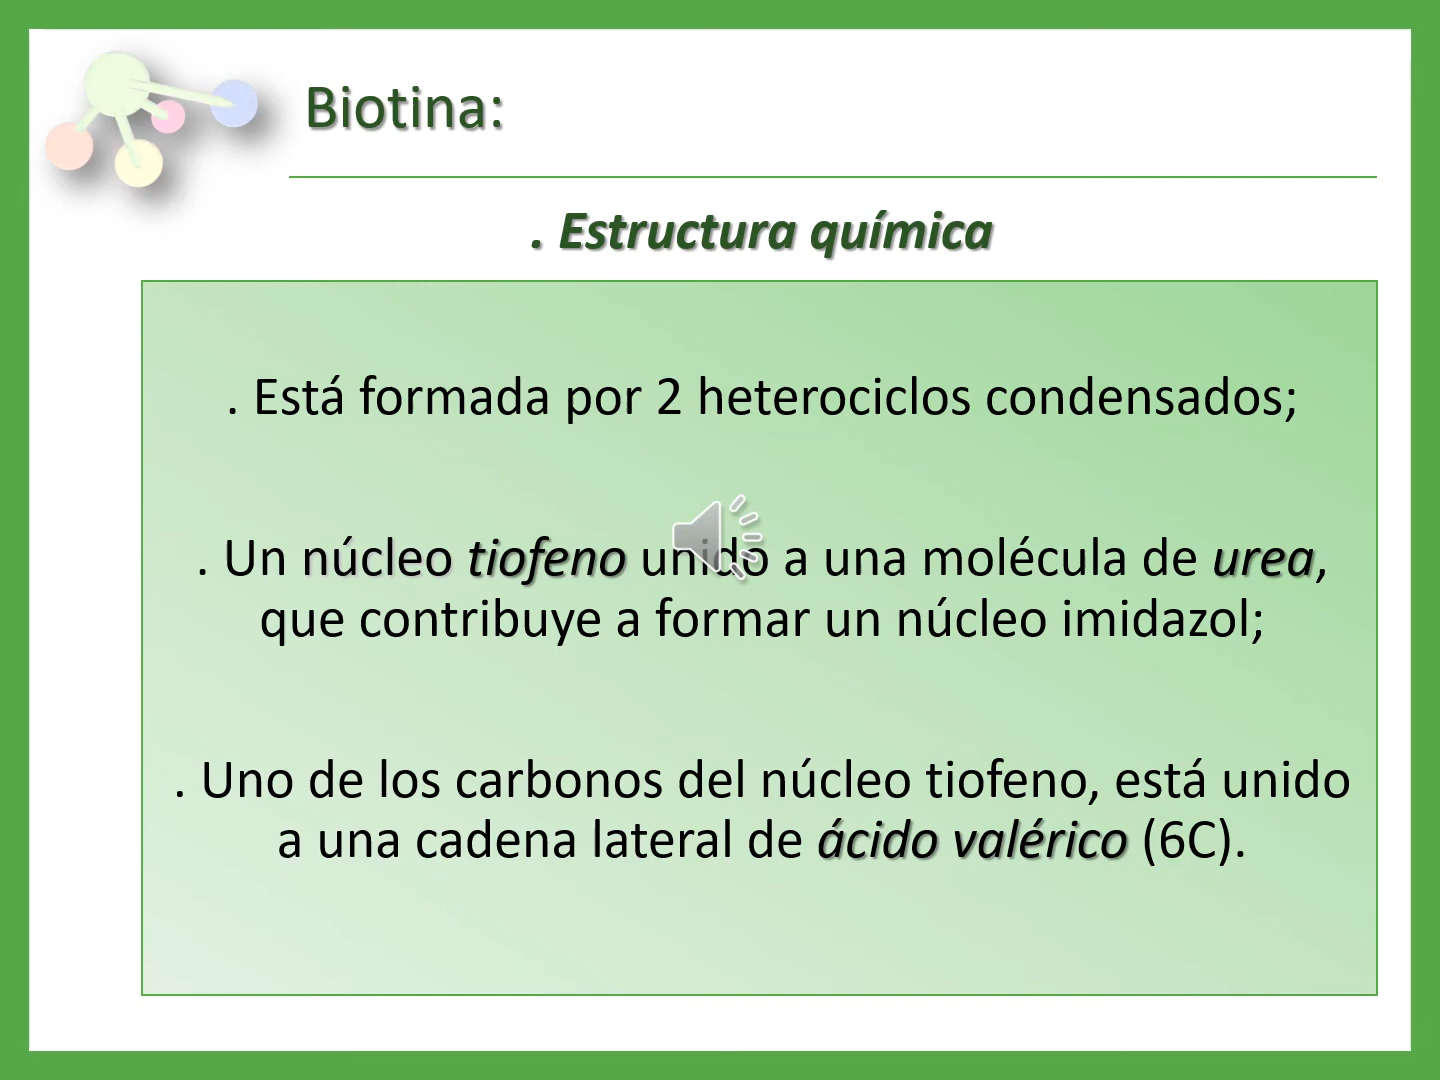 Biotina:
. Estructura química
. Está formada por 2 heterociclos condensados;
. Un núcleo tiofeno unido a una molécula de urea,
que contribuye a formar un núcleo imidazol;
. Uno de los carbonos del núcleo tiofeno, está unido
a una cadena lateral de ácido valérico (6C).